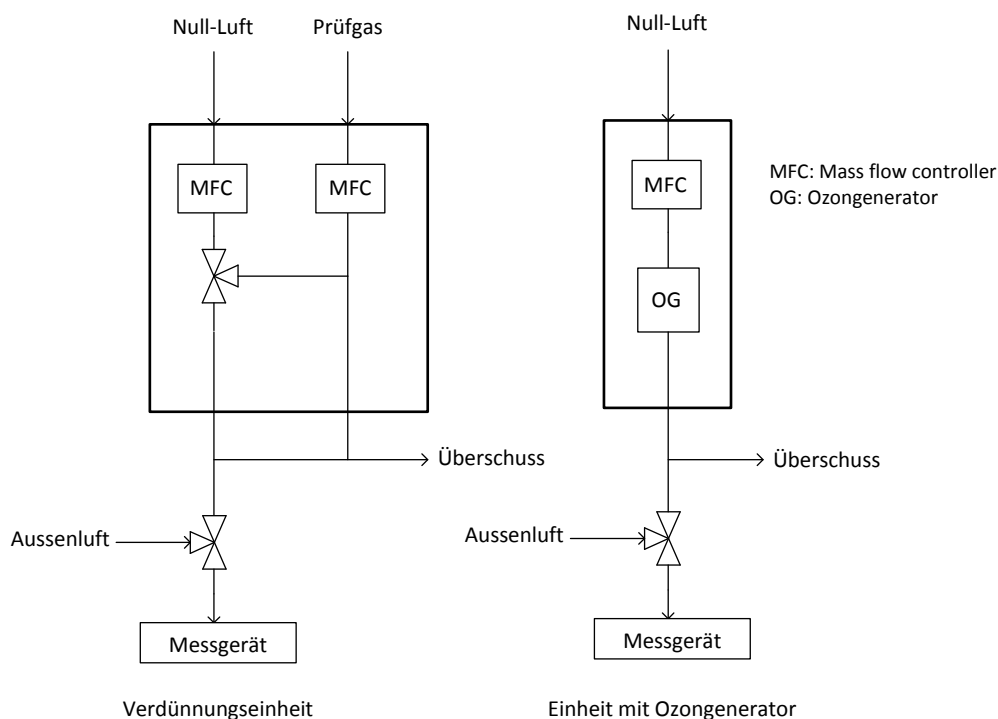 Null-Luft
Prüfgas
MFC
MFC
Überschuss
Aussenluft
Messgerät
Verdünnungseinheit
Null-Luft
MFC
OG
MFC: Mass flow controller
OG: Ozongenerator
Überschuss
Aussenluft
Messgerät
Einheit mit Ozongenerator